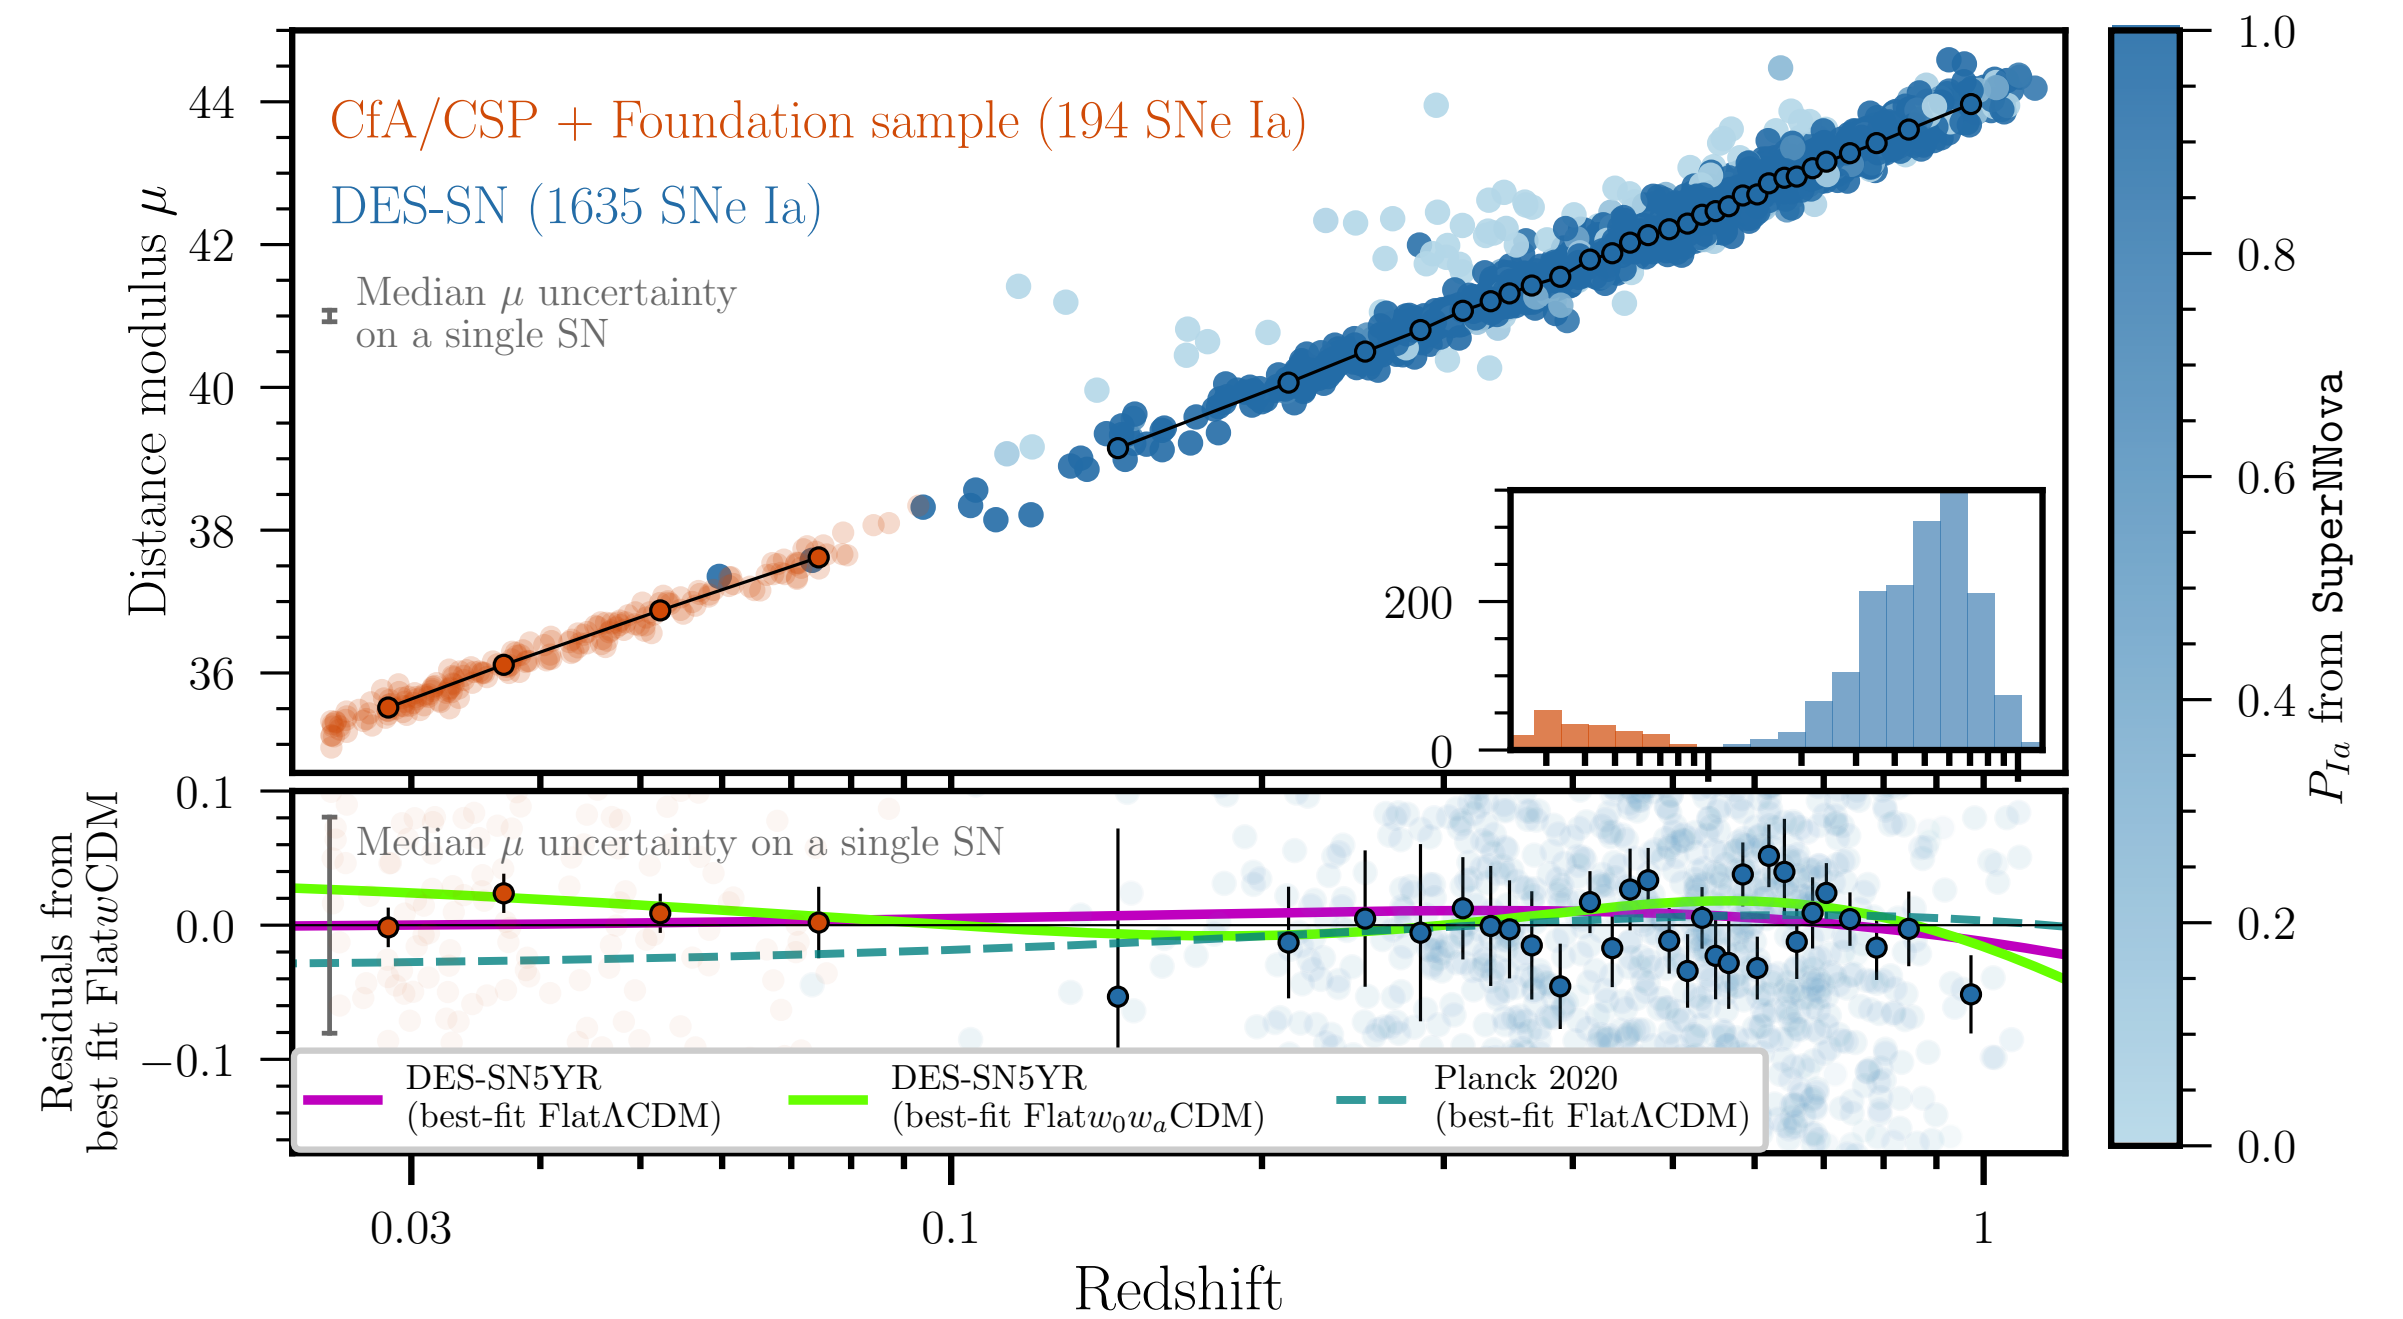 CfA/CSP + Foundation sample (194 SNe Ia)
DES-SN (1635 SNe Ia)
Median μ uncertainty
on a single SN
Distance modulus μ
44
42
40
38
36
200
0
1.0
0.8
0.6
0.4
0.2
0.0
P_{Ia} from SuperNNova
Residuals from
best fit FlatwCDM
0.1
0.0
−0.1
Median μ uncertainty on a single SN
DES-SN5YR
(best-fit FlatΛCDM)
DES-SN5YR
(best-fit Flatw₀wₐCDM)
Planck 2020
(best-fit FlatΛCDM)
0.03
0.1
1
Redshift